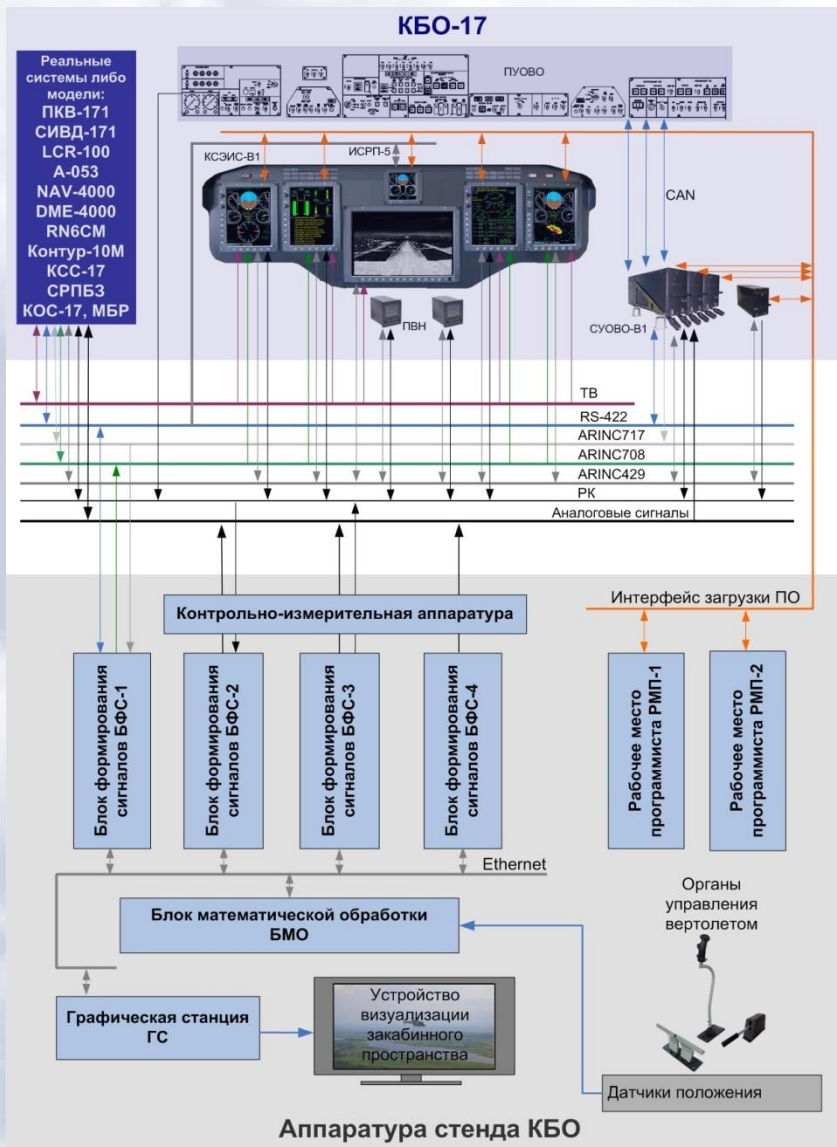 КБО-17
Реальные
системы либо
модели:
ПКВ-171
СИВД-171
LCR-100
А-053
NAV-4000
DME-4000
RN6CM
Контур-10М
КСС-17
СРПБЗ
КОС-17, МБР
ПУОВО
КСЭИС-В1
ИСРП-5
CAN
ПВН
СУОВО-В1
ТВ
RS-422
ARINC717
ARINC708
ARINC429
РК
Аналоговые сигналы
Интерфейс загрузки ПО
Контрольно-измерительная аппаратура
Блок формирования
сигналов БФС-1
Блок формирования
сигналов БФС-2
Блок формирования
сигналов БФС-3
Блок формирования
сигналов БФС-4
Рабочее место
программиста РМП-1
Рабочее место
программиста РМП-2
Ethernet
Блок математической обработки
БМО
Органы
управления
вертолетом
Графическая станция
ГС
Устройство
визуализации
закабинного
пространства
Датчики положения
Аппаратура стенда КБО